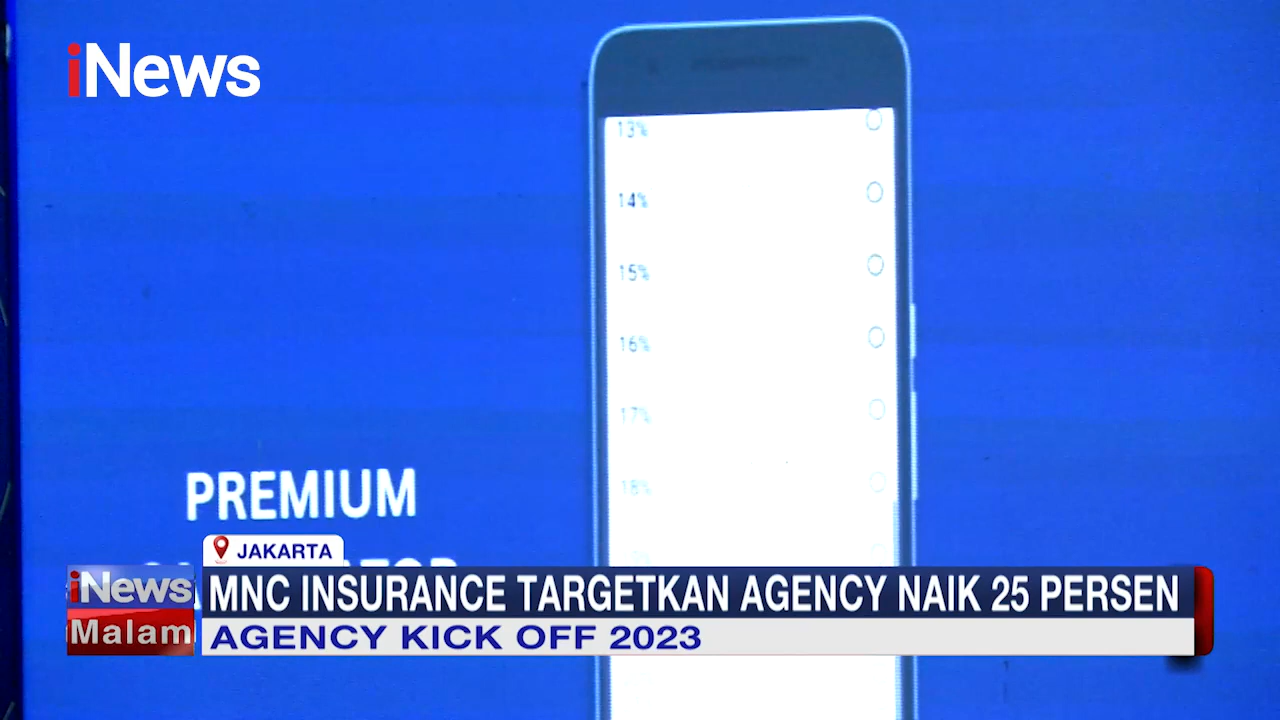 iNews
13%
14%
15%
16%
17%
18%
PREMIUM
JAKARTA
iNews
Malam
MNC INSURANCE TARGETKAN AGENCY NAIK 25 PERSEN
AGENCY KICK OFF 2023